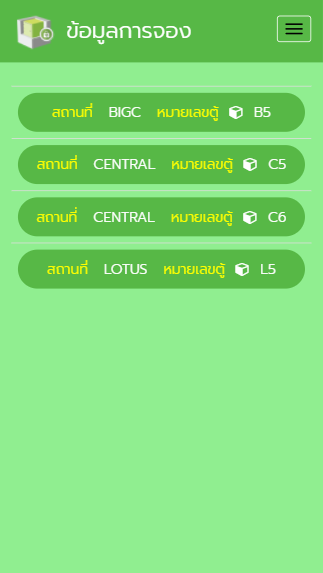 ข้อมูลการจอง
สถานที่ BIGC หมายเลขตู้ B5
สถานที่ CENTRAL หมายเลขตู้ C5
สถานที่ CENTRAL หมายเลขตู้ C6
สถานที่ LOTUS หมายเลขตู้ L5